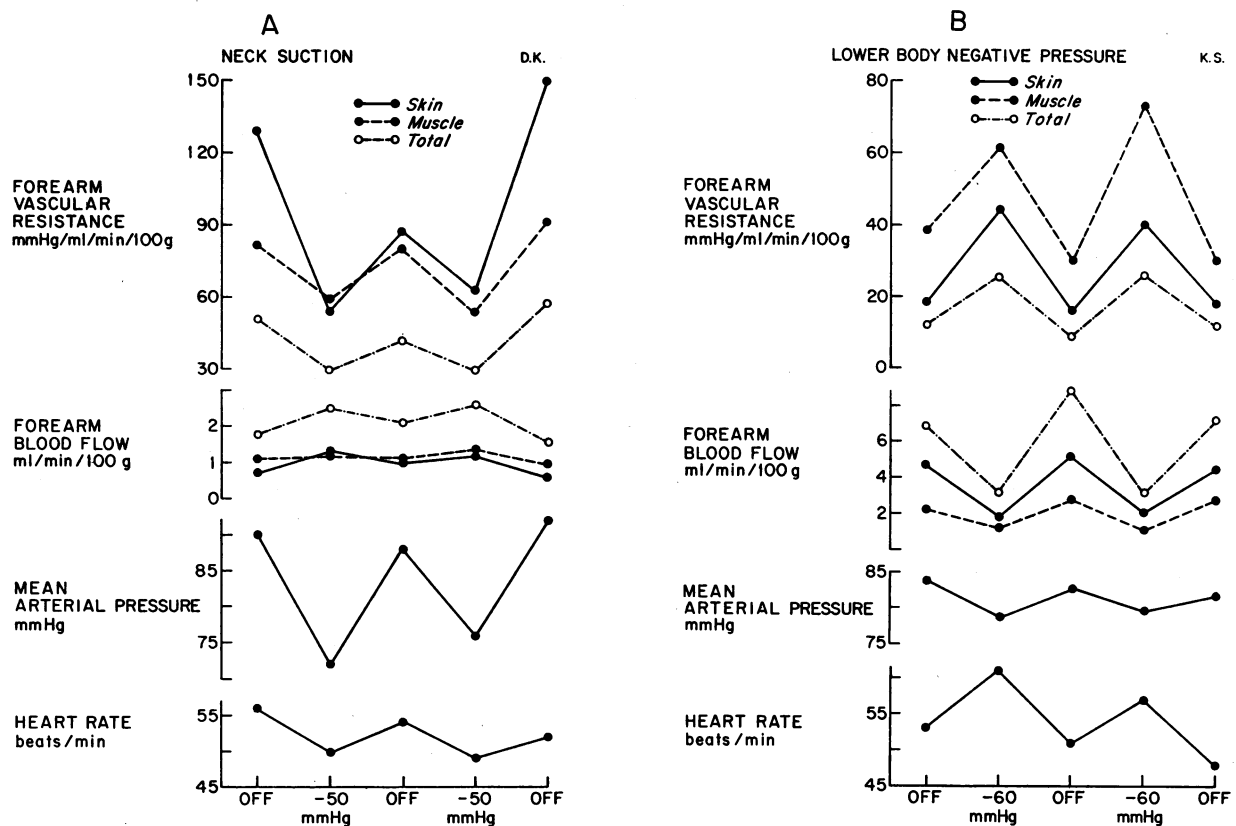 A
NECK SUCTION
D.K.
150
120
90
60
30
Skin
Muscle
Total
FOREARM
VASCULAR
RESISTANCE
mmHg/ml/min/100g
FOREARM
BLOOD FLOW
ml/min/100 g
2
1
0
MEAN
ARTERIAL PRESSURE
mmHg
85
75
HEART RATE
beats/min
55
45
OFF
-50
mmHg
OFF
-50
mmHg
OFF
B
LOWER BODY NEGATIVE PRESSURE
K.S.
80
60
40
20
0
Skin
Muscle
Total
FOREARM
VASCULAR
RESISTANCE
mmHg/ml/min/100g
FOREARM
BLOOD FLOW
ml/min/100 g
6
4
2
MEAN
ARTERIAL PRESSURE
mmHg
85
75
HEART RATE
beats/min
55
45
OFF
-60
mmHg
OFF
-60
mmHg
OFF